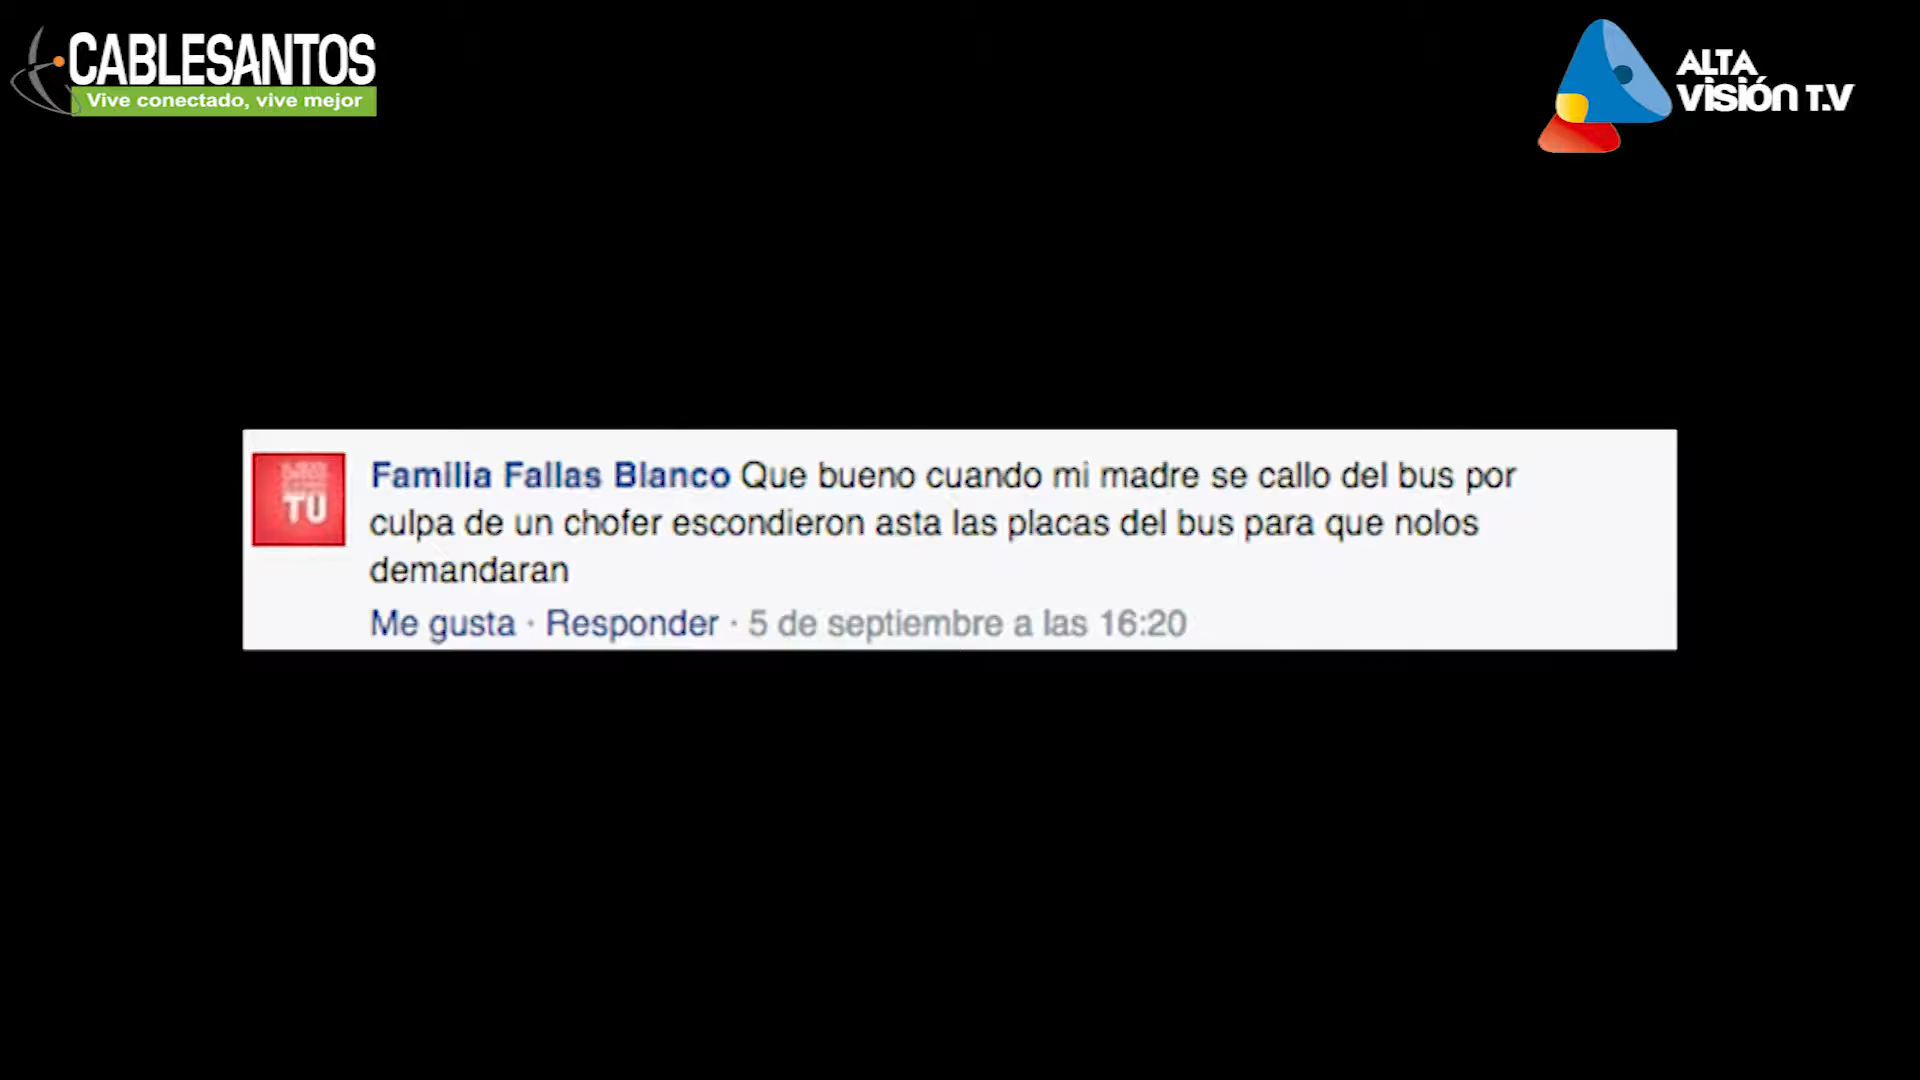 CABLESANTOS
Vive conectado, vive mejor
ALTA
VISIÓN T.V
TU
Familia Fallas Blanco Que bueno cuando mi madre se callo del bus por
culpa de un chofer escondieron asta las placas del bus para que nolos
demandaran
Me gusta · Responder · 5 de septiembre a las 16:20